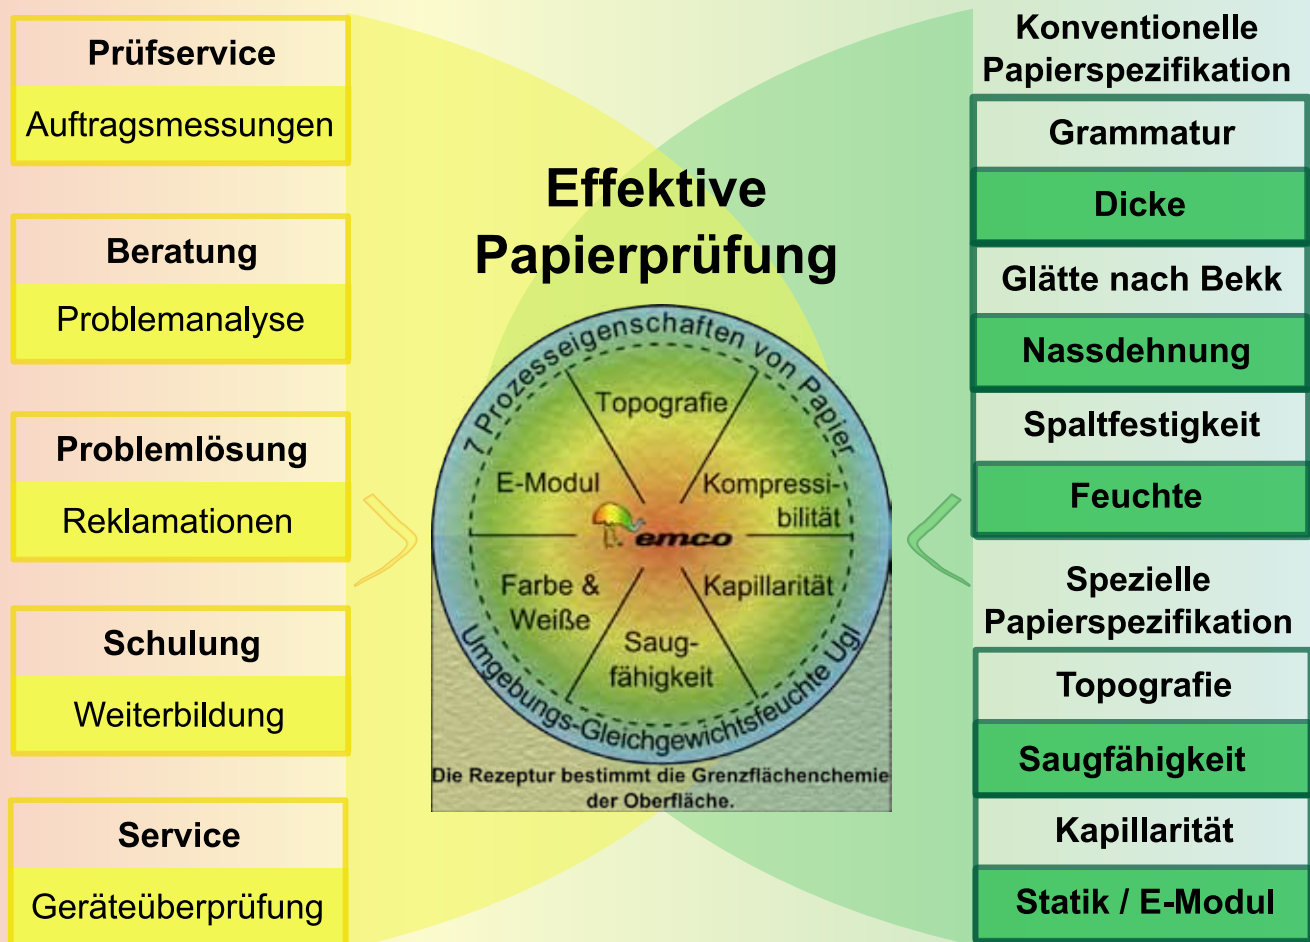 Prüfservice
Auftragsmessungen
Beratung
Problemanalyse
Problemlösung
Reklamationen
Schulung
Weiterbildung
Service
Geräteüberprüfung
Effektive
Papierprüfung
7 Prozesseigenschaften von Papier
Topografie
E-Modul
Kompressi-
bilität
emco
Farbe &
Weiße
Kapillarität
Saug-
fähigkeit
Umgebungs-Gleichgewichtsfeuchte Ugl
Die Rezeptur bestimmt die Grenzflächenchemie
der Oberfläche.
Konventionelle
Papierspezifikation
Grammatur
Dicke
Glätte nach Bekk
Nassdehnung
Spaltfestigkeit
Feuchte
Spezielle
Papierspezifikation
Topografie
Saugfähigkeit
Kapillarität
Statik / E-Modul